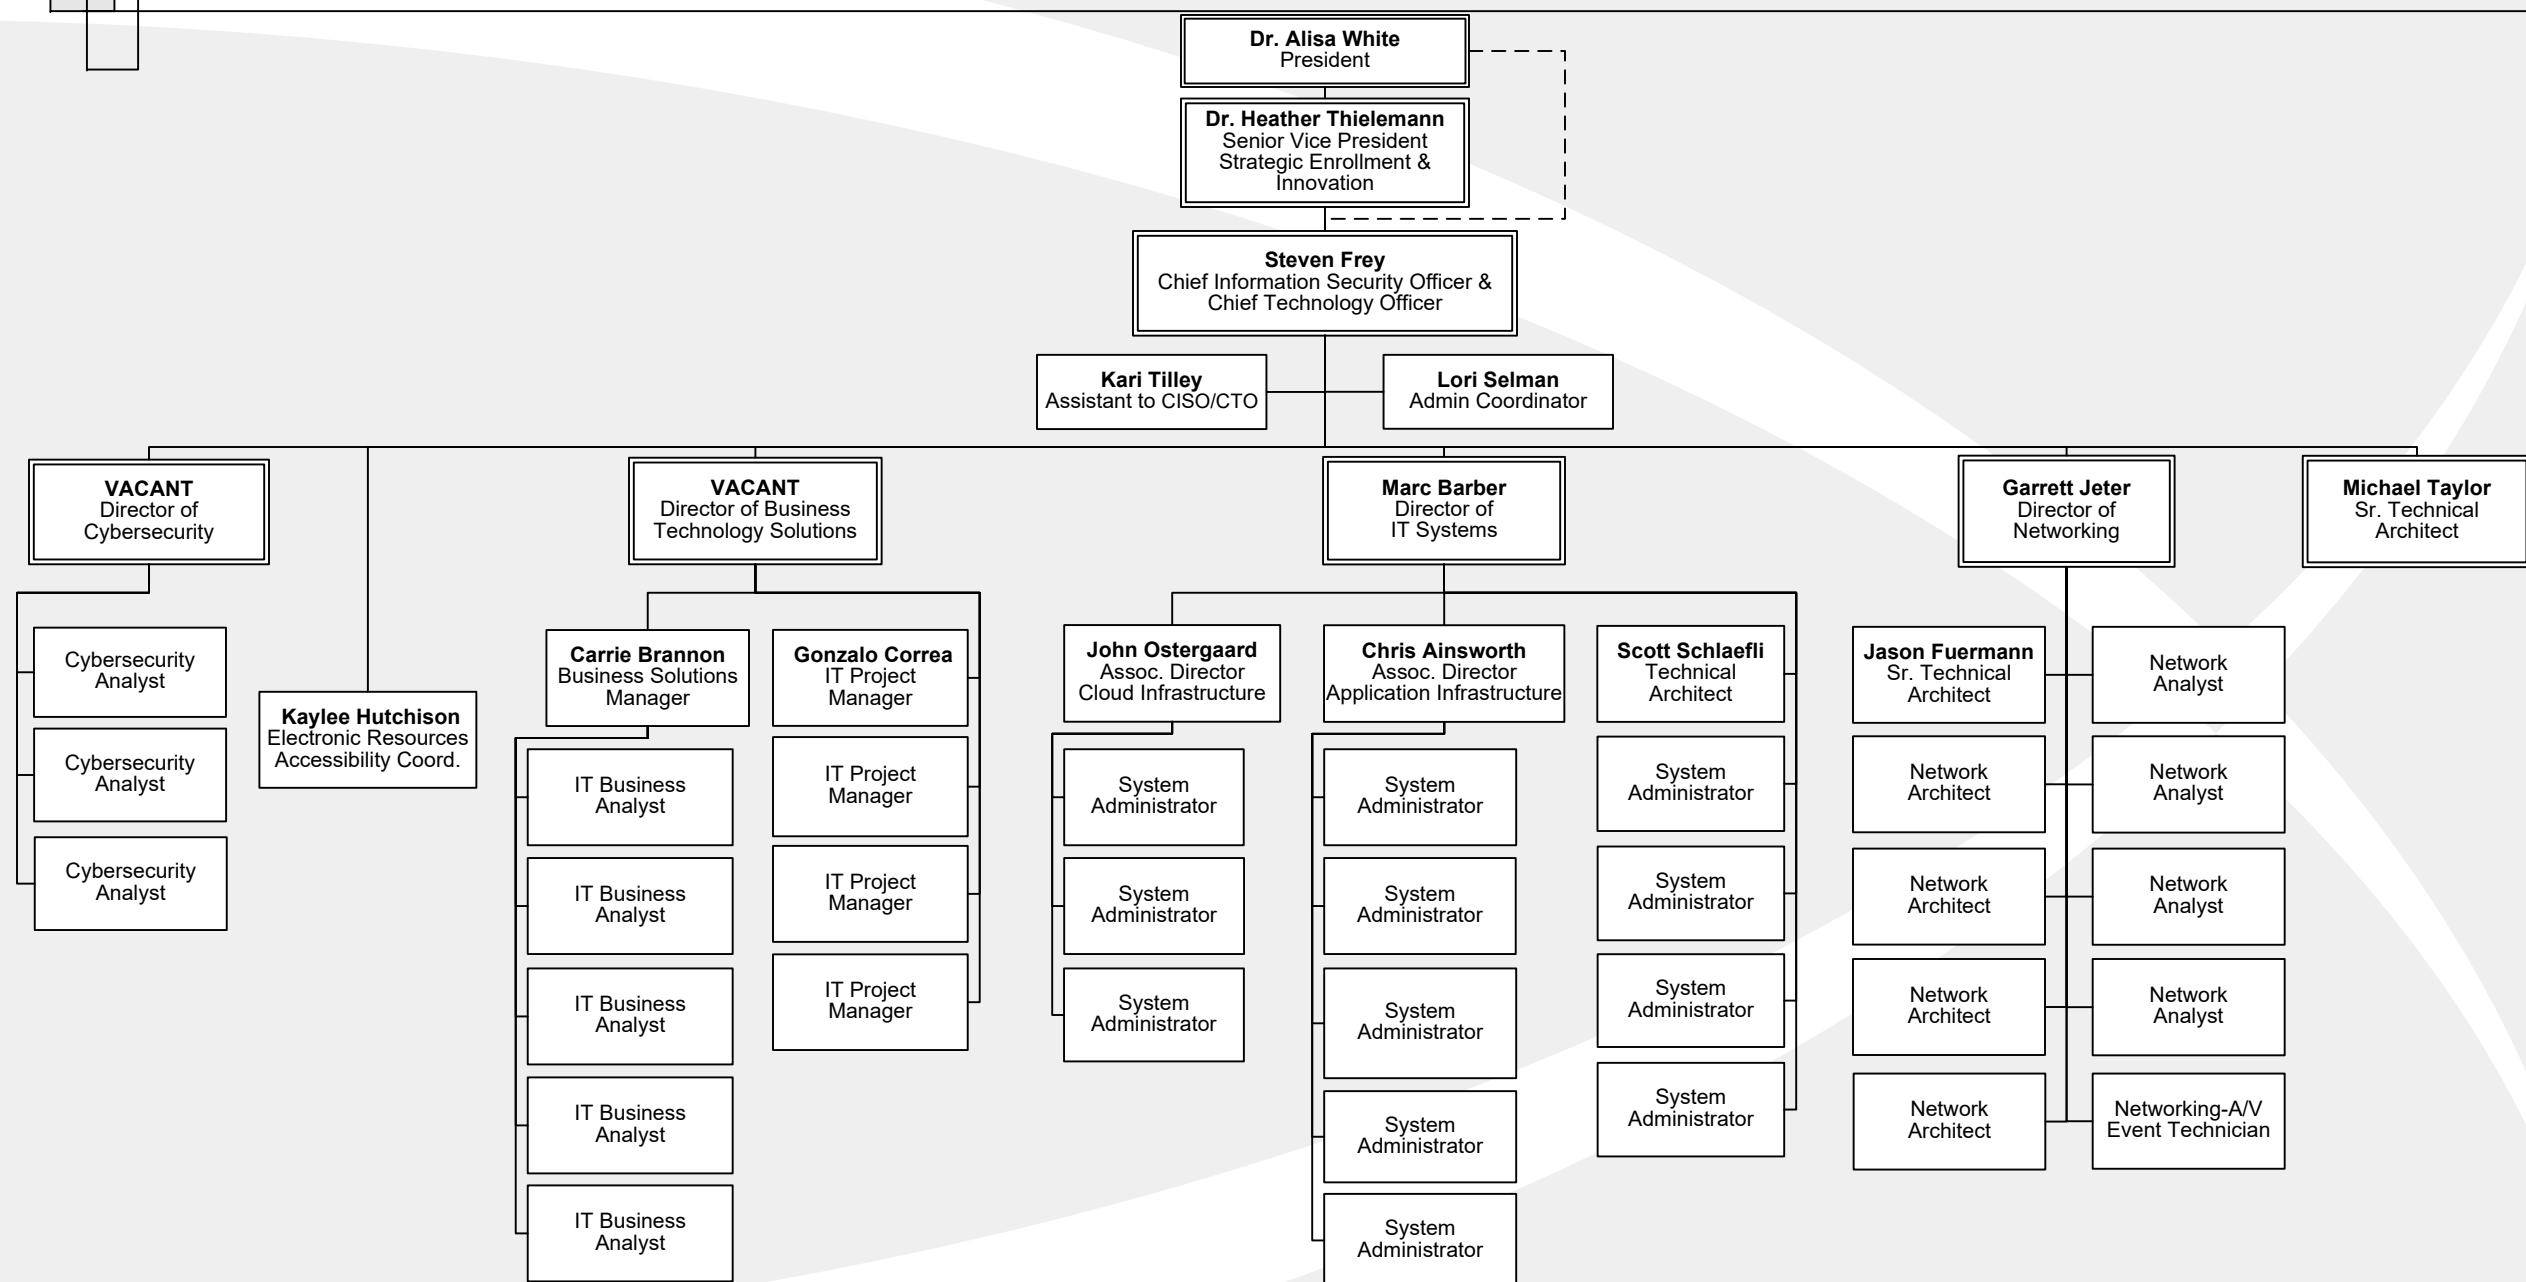 Dr. Alisa White
President
Dr. Heather Thielemann
Senior Vice President
Strategic Enrollment &
Innovation
Steven Frey
Chief Information Security Officer &
Chief Technology Officer
Kari Tilley
Assistant to CISO/CTO
Lori Selman
Admin Coordinator
VACANT
Director of
Cybersecurity
VACANT
Director of Business
Technology Solutions
Marc Barber
Director of
IT Systems
Garrett Jeter
Director of
Networking
Michael Taylor
Sr. Technical
Architect
Cybersecurity
Analyst
Cybersecurity
Analyst
Cybersecurity
Analyst
Kaylee Hutchison
Electronic Resources
Accessibility Coord.
Carrie Brannon
Business Solutions
Manager
IT Business
Analyst
IT Business
Analyst
IT Business
Analyst
IT Business
Analyst
IT Business
Analyst
Gonzalo Correa
IT Project
Manager
IT Project
Manager
IT Project
Manager
IT Project
Manager
John Ostergaard
Assoc. Director
Cloud Infrastructure
System
Administrator
System
Administrator
System
Administrator
Chris Ainsworth
Assoc. Director
Application Infrastructure
System
Administrator
System
Administrator
System
Administrator
System
Administrator
System
Administrator
Scott Schlaefli
Technical
Architect
System
Administrator
System
Administrator
System
Administrator
System
Administrator
Jason Fuermann
Sr. Technical
Architect
Network
Architect
Network
Architect
Network
Architect
Network
Architect
Network
Analyst
Network
Analyst
Network
Analyst
Network
Analyst
Networking-A/V
Event Technician